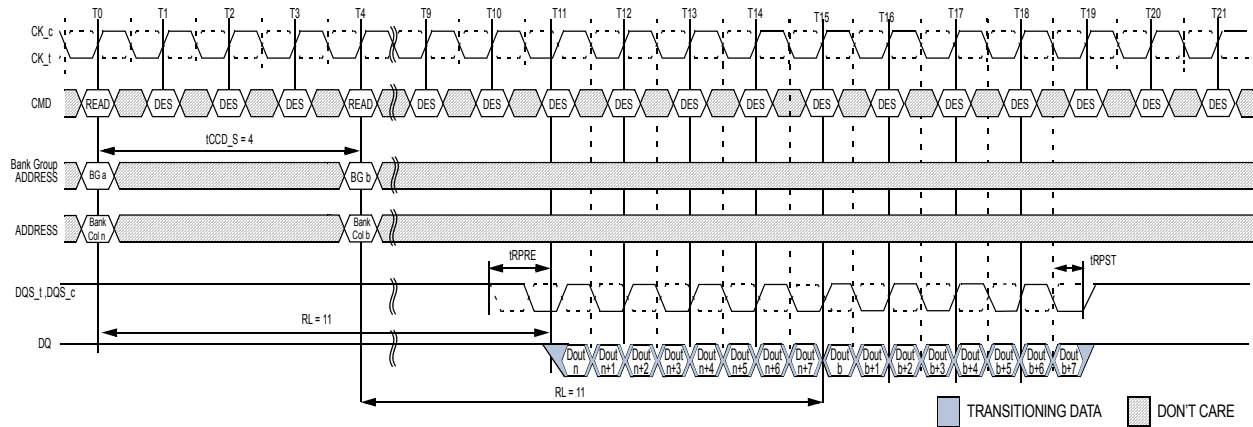 T0 T1 T2 T3 T4 T9 T10 T11 T12 T13 T14 T15 T16 T17 T18 T19 T20 T21
CK_c
CK_t
CMD READ DES DES DES READ DES DES DES DES DES DES DES DES DES DES DES DES DES
tCCD_S = 4
Bank Group
ADDRESS
BG a BG b
ADDRESS
Bank
Col n
Bank
Col b
tRPRE tRPST
DQS_t ,DQS_c
RL = 11
DQ
Dout Dout Dout Dout Dout Dout Dout Dout Dout Dout Dout Dout Dout Dout Dout Dout
n n+1 n+2 n+3 n+4 n+5 n+6 n+7 b b+1 b+2 b+3 b+4 b+5 b+6 b+7
RL = 11
TRANSITIONING DATA
DON'T CARE